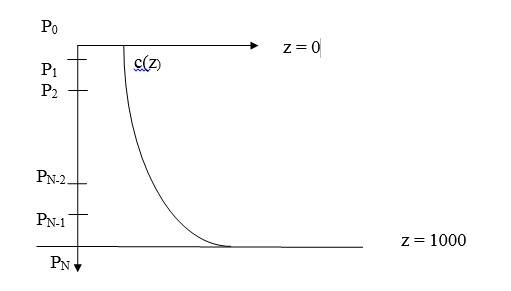 P0
z = 0
P1
c(z)
P2
PN-2
PN-1
z = 1000
PN